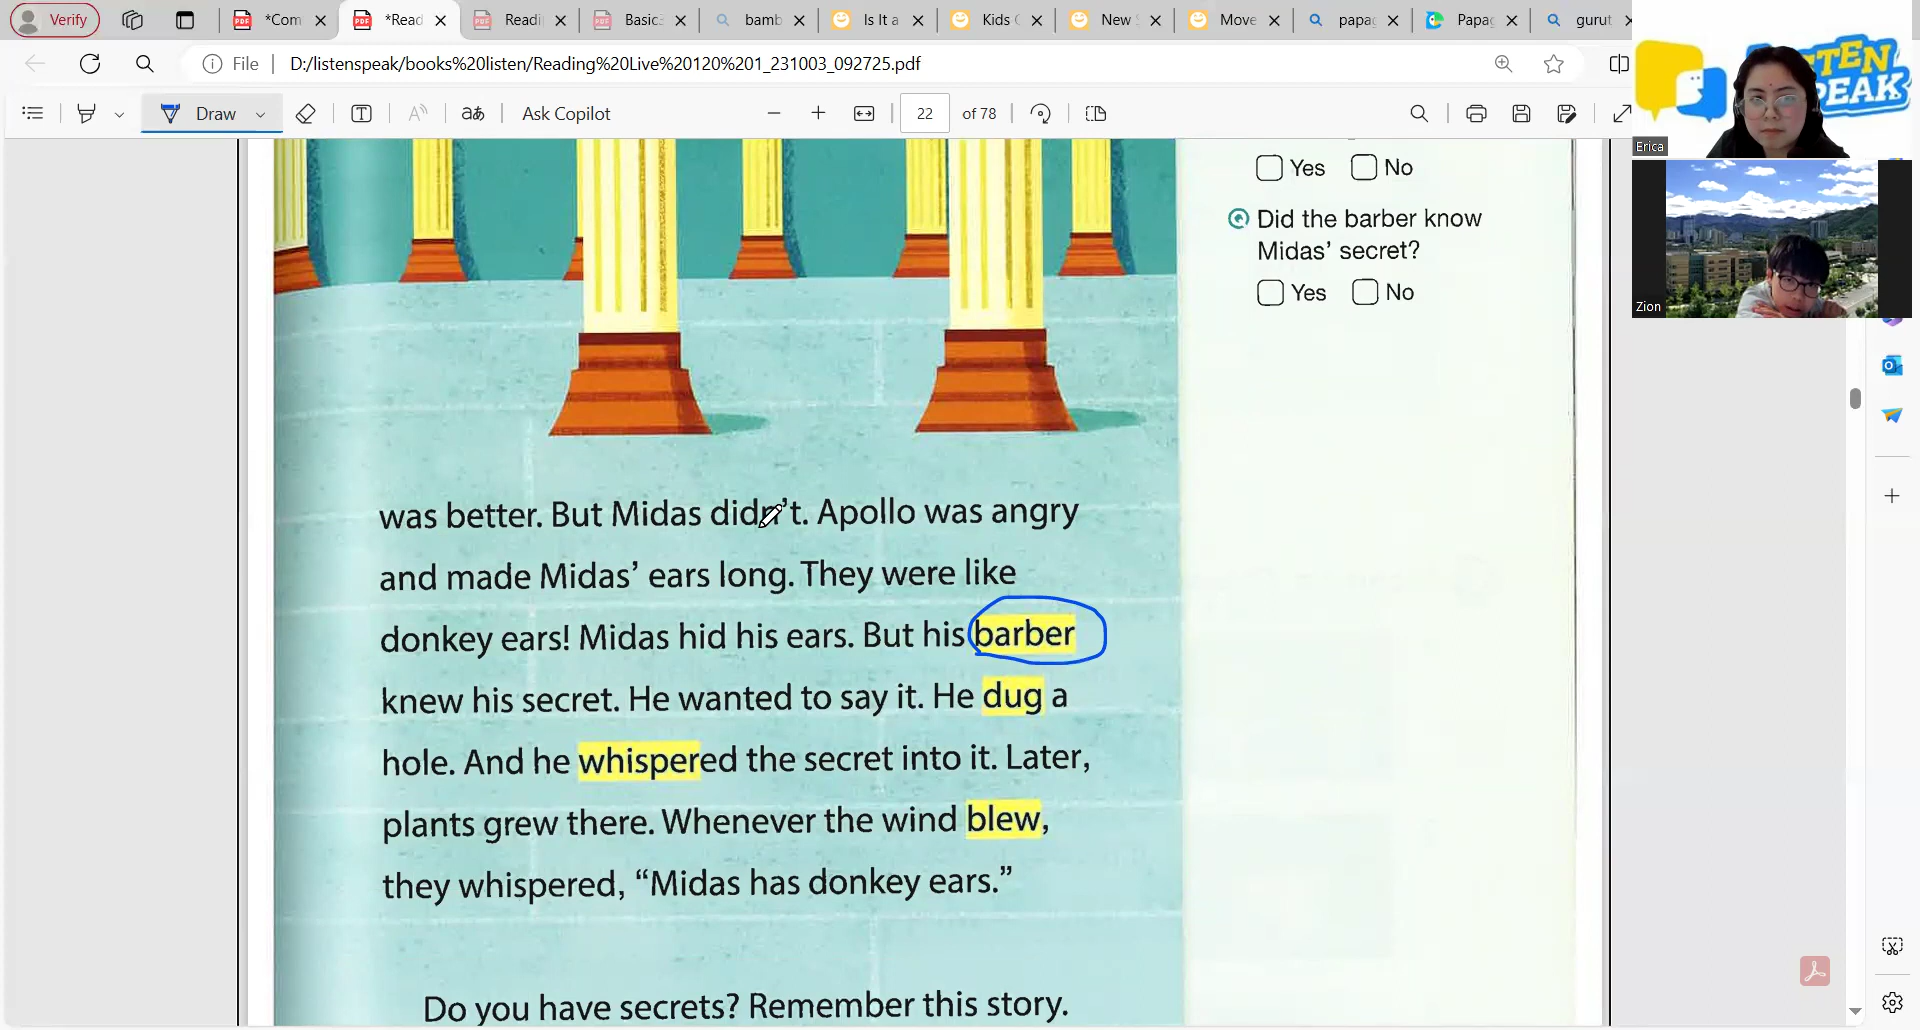 Verify
*Com
*Read
Readi
Basic
bamb
Is It a
Kids
New
Move
papa
Papa
gurut
File
D:/listenspeak/books%20listen/Reading%20Live%20120%201_231003_092725.pdf
Draw
Ask Copilot
22 of 78
LISTEN
SPEAK
Erica
Zion
Yes No
Did the barber know
Midas' secret?
Yes No
was better. But Midas didn't. Apollo was angry
and made Midas' ears long. They were like
donkey ears! Midas hid his ears. But his barber
knew his secret. He wanted to say it. He dug a
hole. And he whispered the secret into it. Later,
plants grew there. Whenever the wind blew,
they whispered, “Midas has donkey ears.”
Do you have secrets? Remember this story.